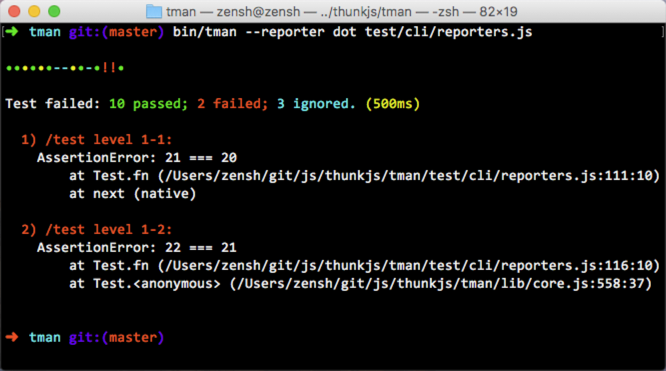 tman — zensh@zensh — ../thunkjs/tman — -zsh — 82×19
[➜ tman git:(master) bin/tman --reporter dot test/cli/reporters.js ]
••••••--••-•!!•
Test failed: 10 passed; 2 failed; 3 ignored. (500ms)
1) /test level 1-1:
AssertionError: 21 === 20
at Test.fn (/Users/zensh/git/js/thunkjs/tman/test/cli/reporters.js:111:10)
at next (native)
2) /test level 1-2:
AssertionError: 22 === 21
at Test.fn (/Users/zensh/git/js/thunkjs/tman/test/cli/reporters.js:116:10)
at Test.<anonymous> (/Users/zensh/git/js/thunkjs/tman/lib/core.js:558:37)
➜ tman git:(master)